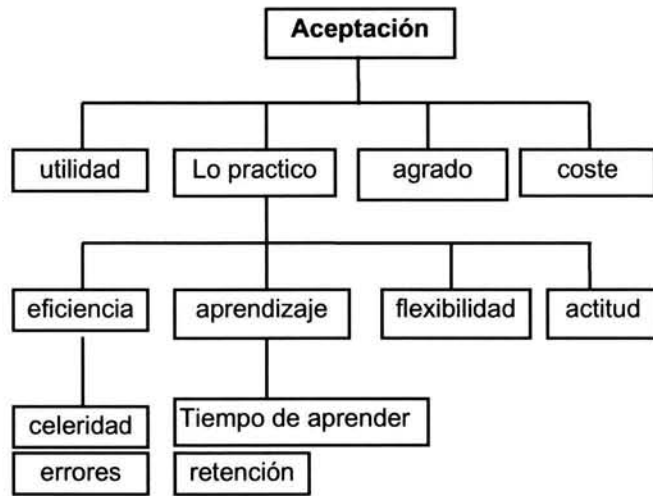 Aceptación
utilidad
Lo practico
agrado
coste
eficiencia
aprendizaje
flexibilidad
actitud
celeridad
Tiempo de aprender
errores
retención